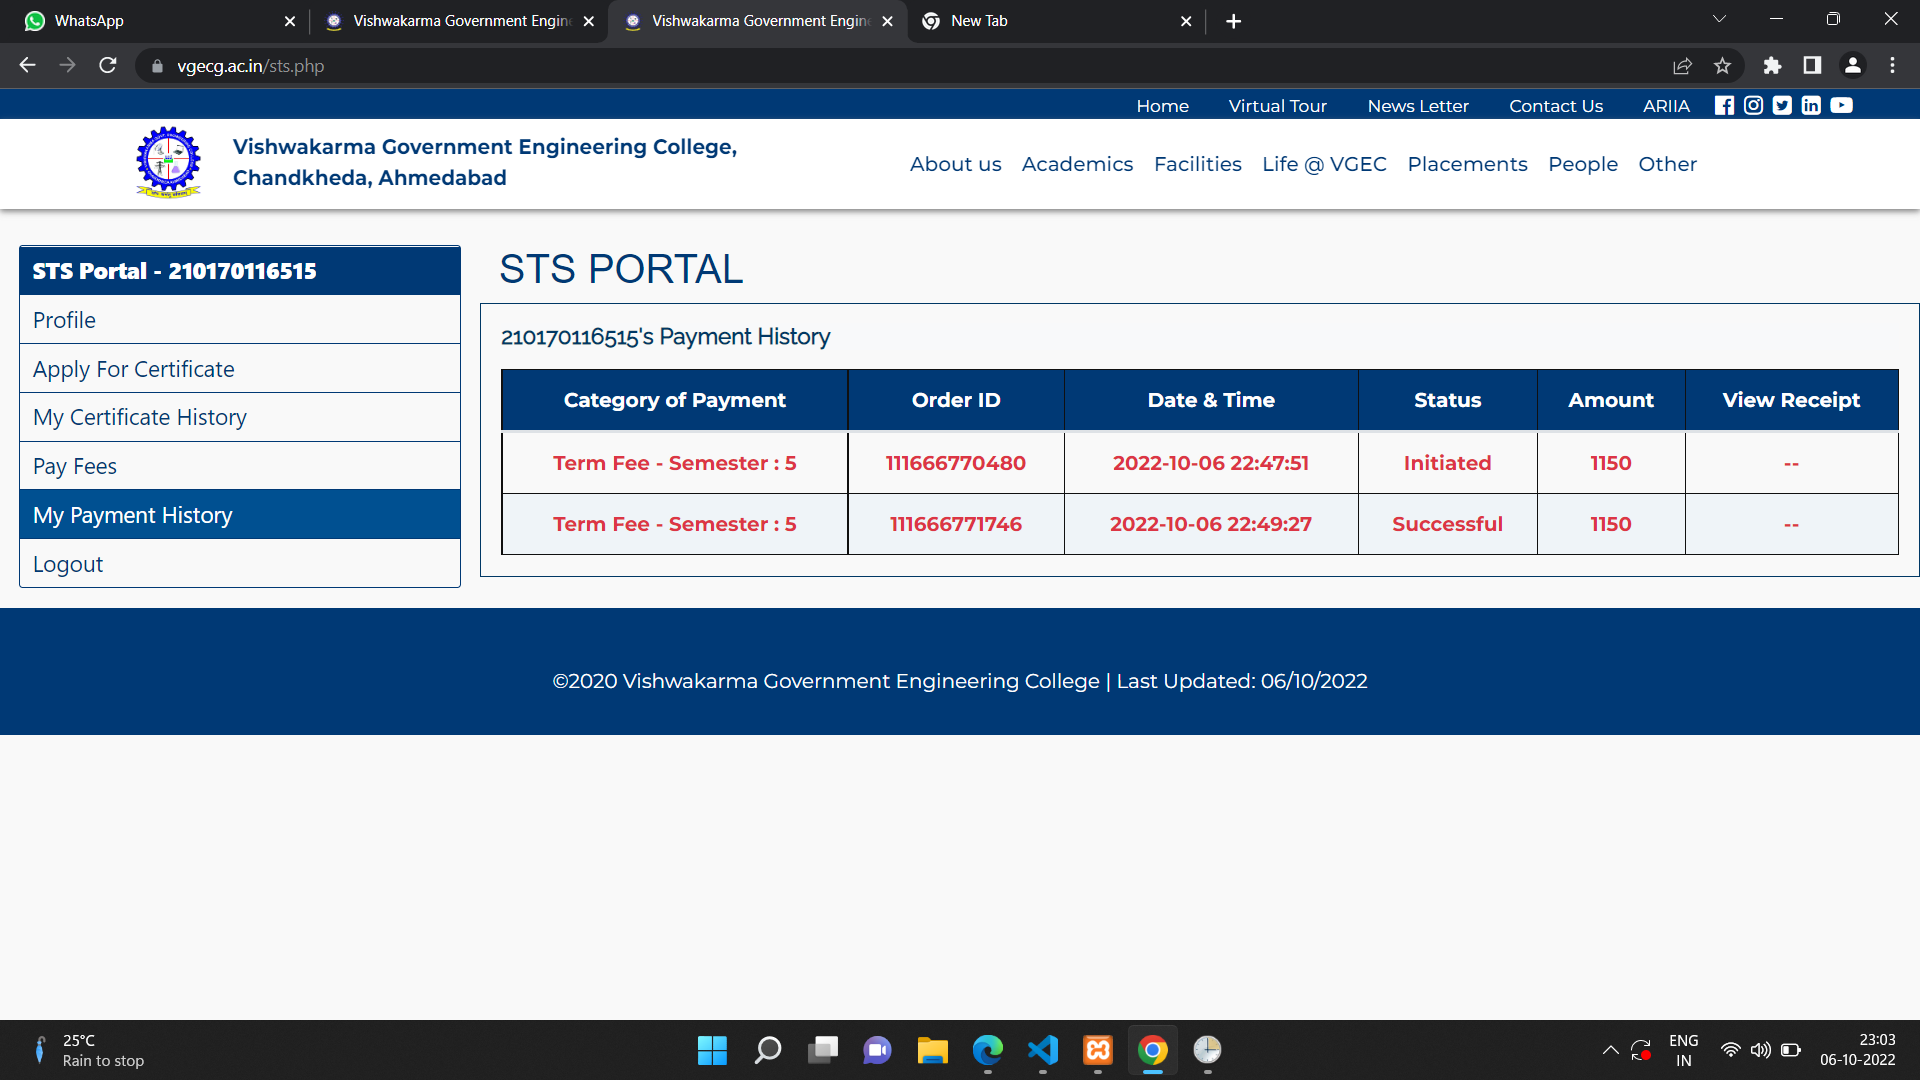 WhatsApp
Vishwakarma Government Engine
Vishwakarma Government Engine
New Tab
vgecg.ac.in/sts.php
Home Virtual Tour News Letter Contact Us ARIIA
Vishwakarma Government Engineering College,
Chandkheda, Ahmedabad
About us Academics Facilities Life @ VGEC Placements People Other
STS Portal - 210170116515
Profile
Apply For Certificate
My Certificate History
Pay Fees
My Payment History
Logout
STS PORTAL
210170116515's Payment History
Category of Payment Order ID Date & Time Status Amount View Receipt
Term Fee - Semester : 5 111666770480 2022-10-06 22:47:51 Initiated 1150 --
Term Fee - Semester : 5 111666771746 2022-10-06 22:49:27 Successful 1150 --
©2020 Vishwakarma Government Engineering College | Last Updated: 06/10/2022
25°C
Rain to stop
ENG
IN
23:03
06-10-2022